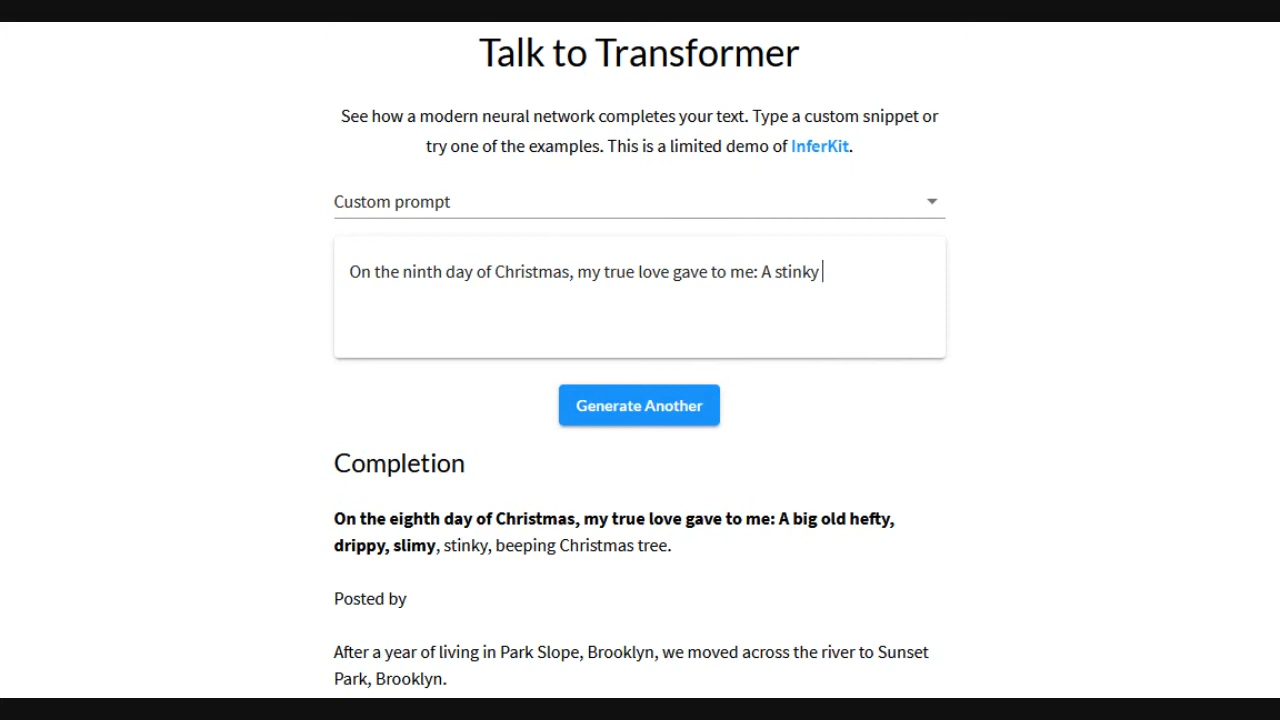 Talk to Transformer
See how a modern neural network completes your text. Type a custom snippet or
try one of the examples. This is a limited demo of InferKit.
Custom prompt
On the ninth day of Christmas, my true love gave to me: A stinky
Generate Another
Completion
On the eighth day of Christmas, my true love gave to me: A big old hefty,
drippy, slimy, stinky, beeping Christmas tree.
Posted by
After a year of living in Park Slope, Brooklyn, we moved across the river to Sunset
Park, Brooklyn.